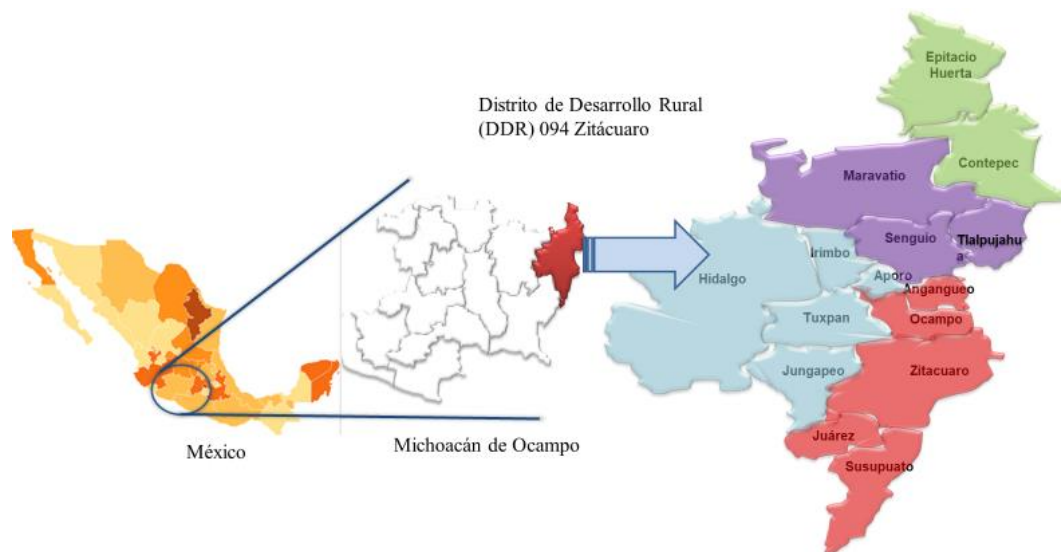 Distrito de Desarrollo Rural
(DDR) 094 Zitácuaro
México
Michoacán de Ocampo
Epitacio
Huerta
Contepec
Maravatio
Senguio
Tlalpujahu
a
Irimbo
Aporo
Hidalgo
Angangueo
Ocampo
Tuxpan
Zitacuaro
Jungapeo
Juárez
Susupuato